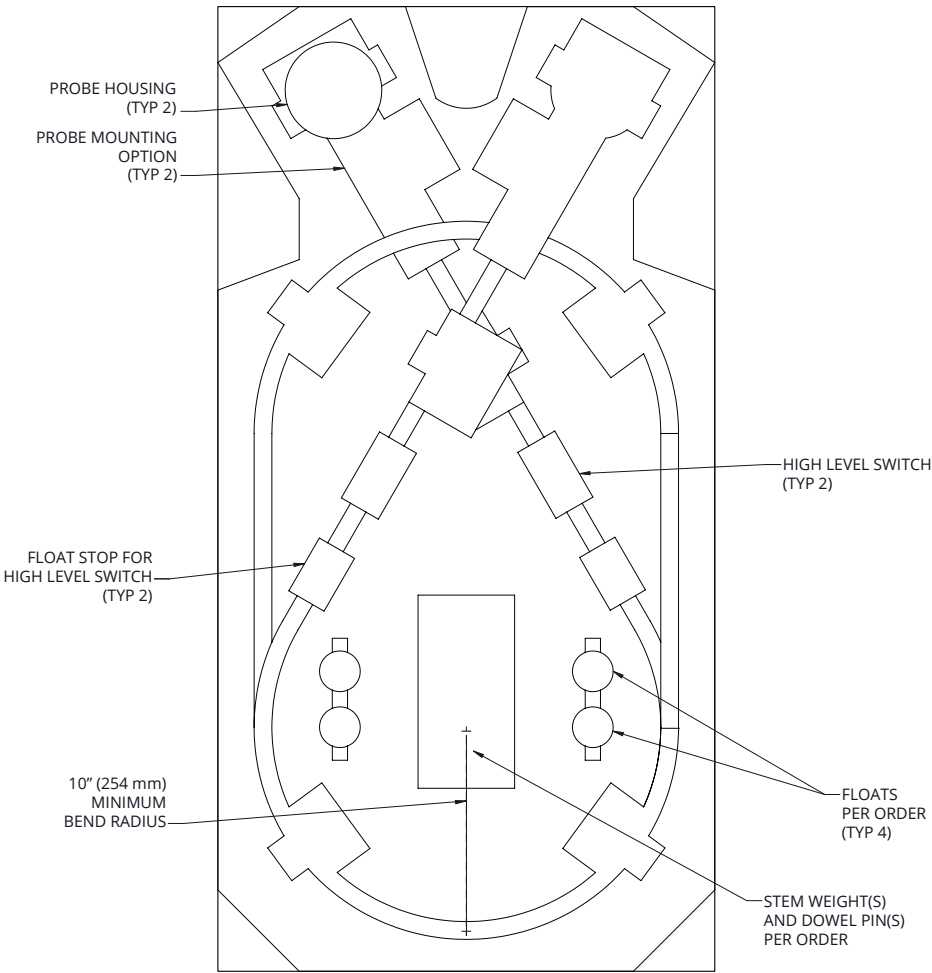 PROBE HOUSING
(TYP 2)
PROBE MOUNTING
OPTION
(TYP 2)
HIGH LEVEL SWITCH
(TYP 2)
FLOAT STOP FOR
HIGH LEVEL SWITCH
(TYP 2)
10” (254 mm)
MINIMUM
BEND RADIUS
FLOATS
PER ORDER
(TYP 4)
STEM WEIGHT(S)
AND DOWEL PIN(S)
PER ORDER